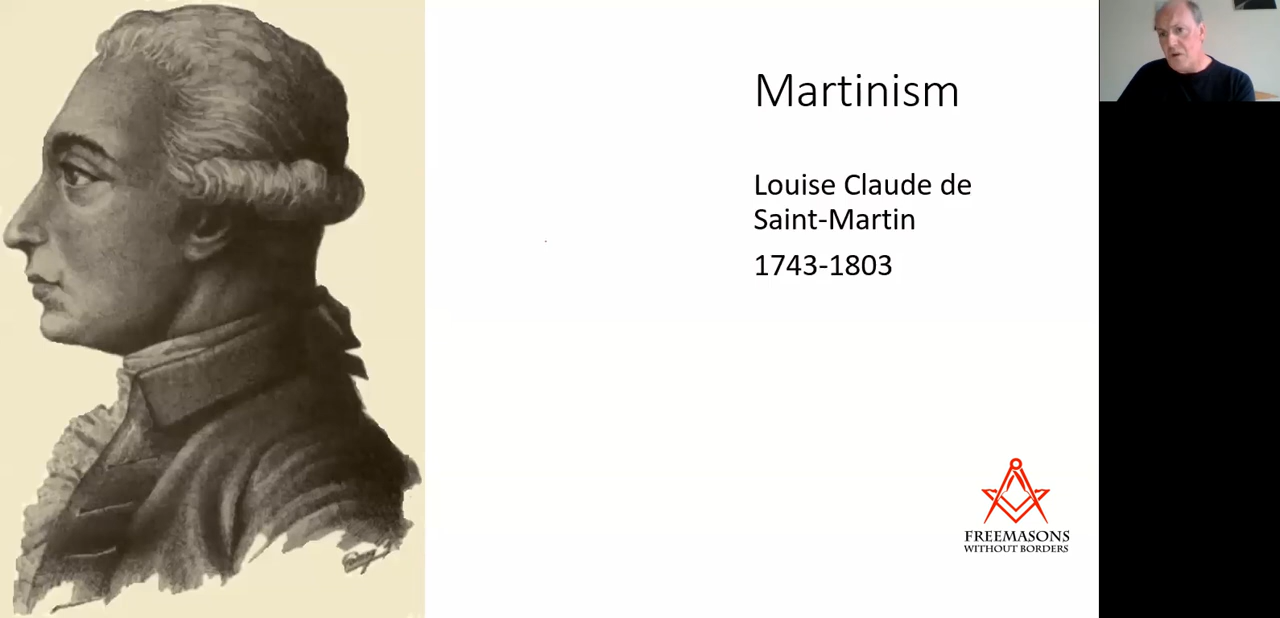 Martinism
Louise Claude de
Saint-Martin
1743-1803
FREEMASONS
WITHOUT BORDERS